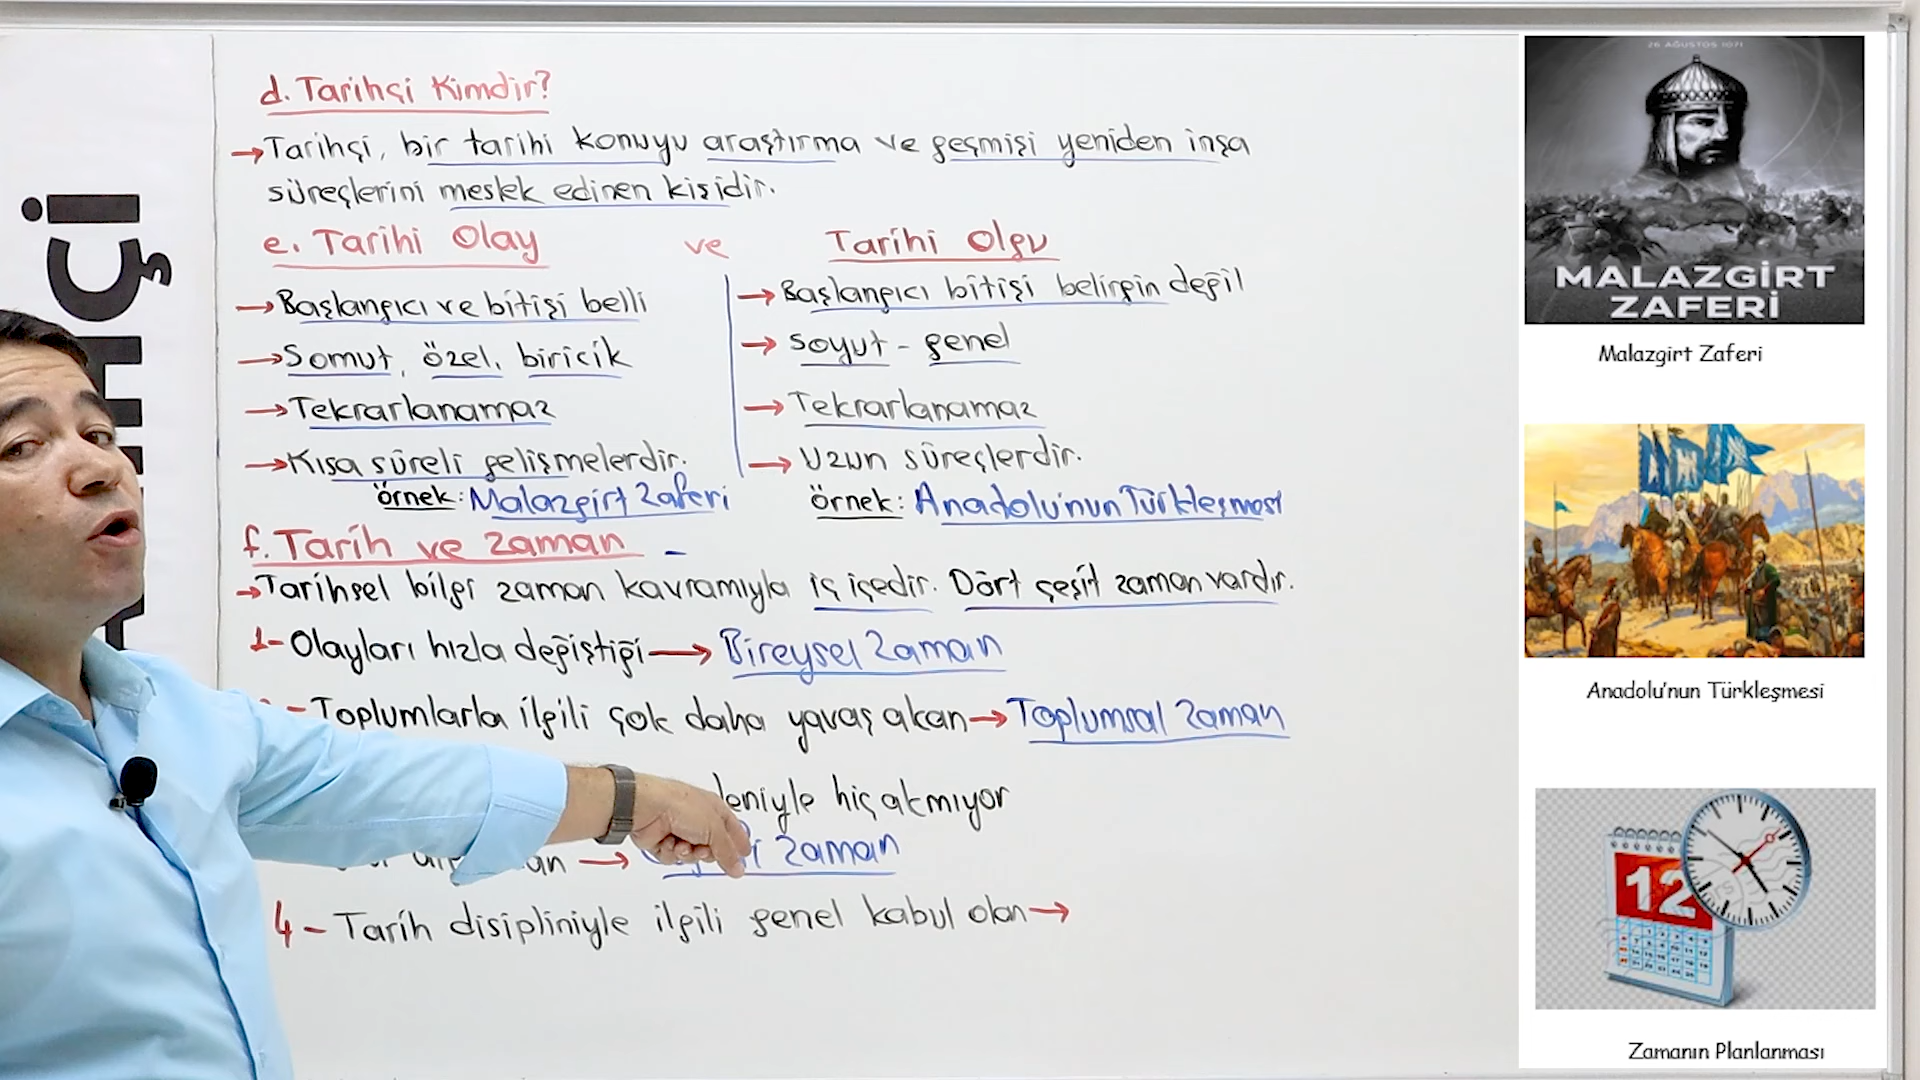 d. Tarihçi Kimdir?
→Tarihçi, bir tarihi konuyu araştırma ve geçmişi yeniden inşa
süreçlerini meslek edinen kişidir.
e. Tarihi Olay ve Tarihi Olgu
→Başlangıcı ve bitişi belli
→Somut, özel, biricik
→Tekrarlanamaz
→Kısa süreli gelişmelerdir.
örnek: Malazgirt Zaferi
→Başlangıcı bitişi belirgin değil
→ soyut - genel
→Tekrarlanamaz
→ Uzun süreçlerdir.
örnek: Anadolu'nun Türkleşmesi
f. Tarih ve zaman -
→Tarihsel bilgi zaman kavramıyla iç içedir. Dört çeşit zaman vardır.
1- Olayları hızla değiştiği → Bireysel Zaman
- Toplumlarla ilgili çok daha yavaş akan→ Toplumsal Zaman
hiç akmıyor
→ Zaman
4- Tarih disipliniyle ilgili genel kabul olan→
26 AĞUSTOS 1071
MALAZGİRT
ZAFERİ
Malazgirt Zaferi
Anadolu'nun Türkleşmesi
12
Zamanın Planlanması